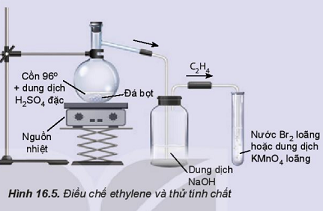 C₂H₄
Cồn 96⁰
+ dung dịch
H₂SO₄ đặc
Đá bọt
Nguồn
nhiệt
Nước Br₂ loãng
hoặc dung dịch
KMnO₄ loãng
Dung dịch
NaOH
Hình 16.5. Điều chế ethylene và thử tính chất